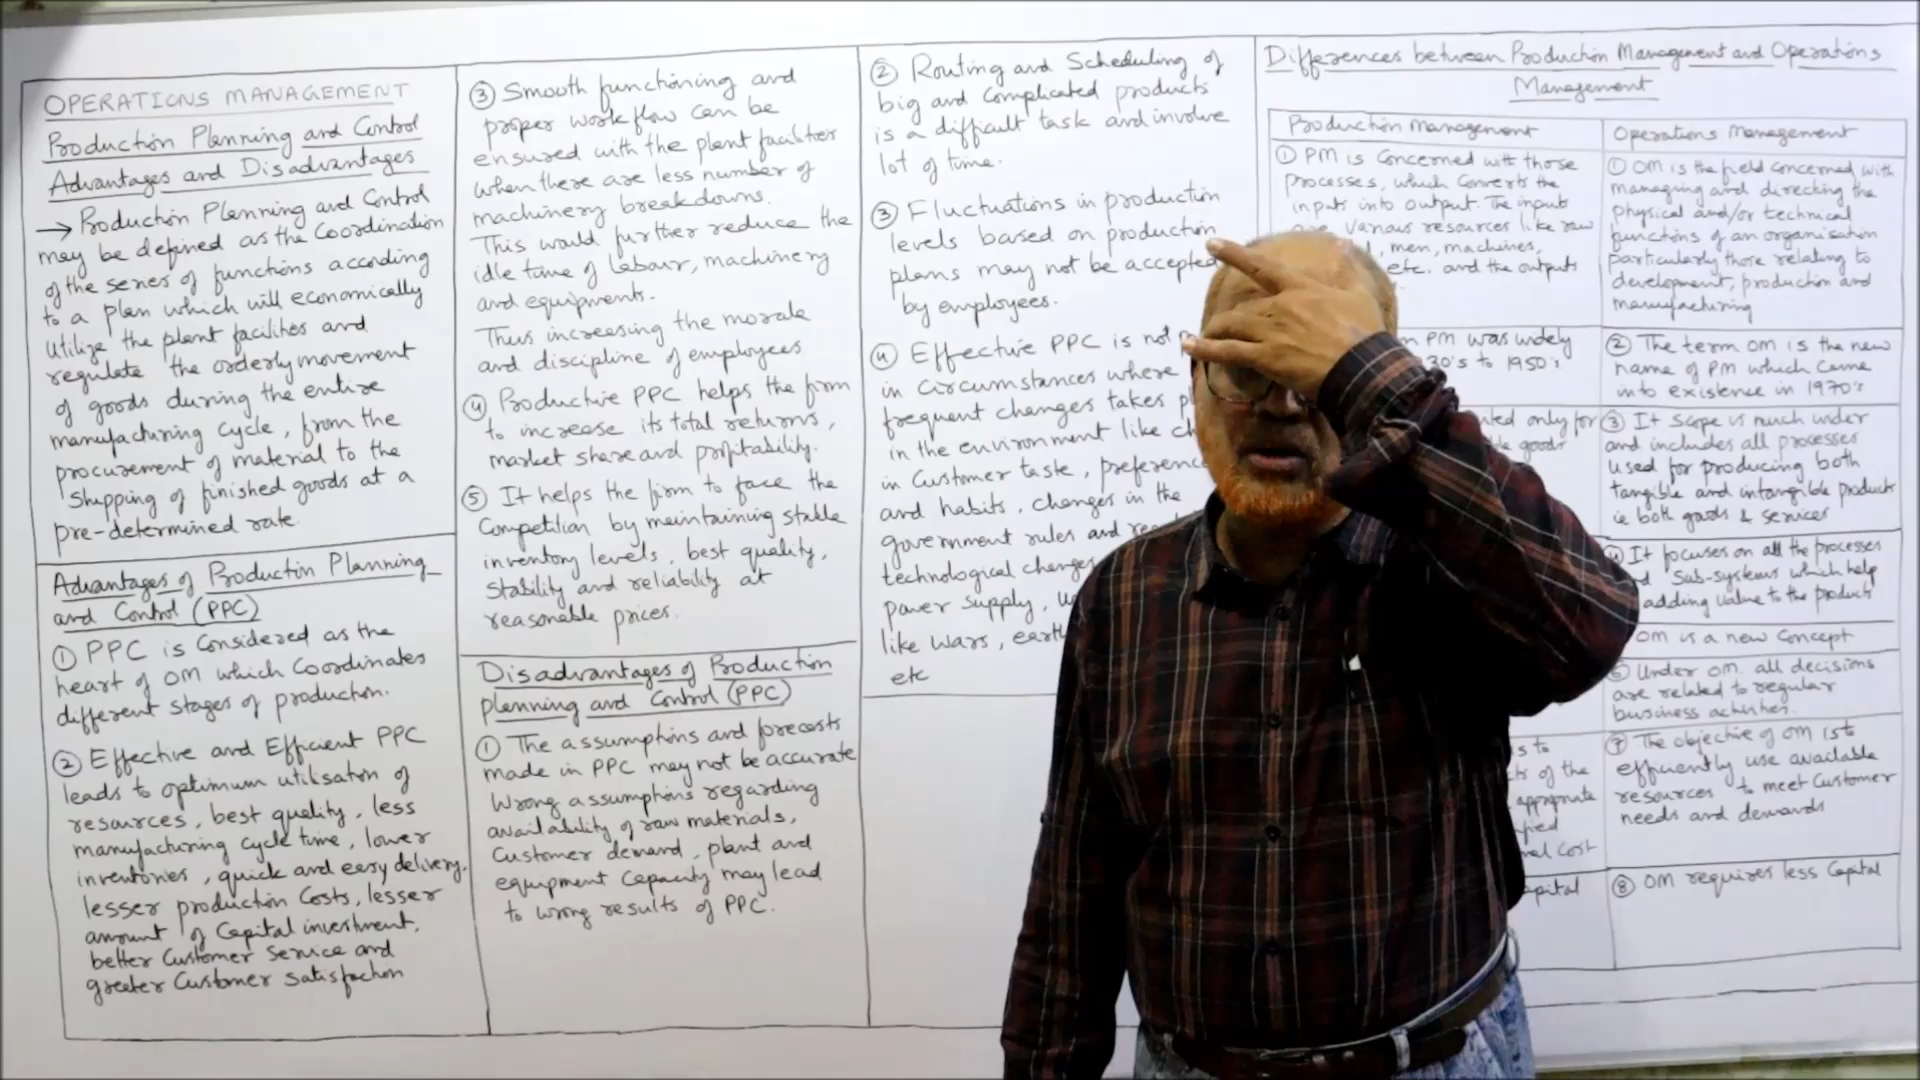 OPERATIONS MANAGEMENT
Production Planning and Control
Advantages and Disadvantages
→ Production Planning and Control
may be defined as the Coordination
of the series of functions according
to a plan which will economically
Utilize the plant facilities and
regulate the orderly movement
of goods during the entire
manufacturing cycle, from the
procurement of material to the
Shipping of finished goods at a
pre-determined rate
Advantages of Production Planning
and Control (PPC)
① PPC is Considered as the
heart of OM which Coordinates
different stages of production.
② Effective and Efficient PPC
leads to optimum utilisation of
resources, best quality, less
manufacturing cycle time, lower
inventories, quick and easy delivery,
lesser production Costs, lesser
amount of Capital investment,
better Customer Service and
greater Customer Satisfaction
③ Smooth functioning and
proper workflow can be
ensured with the plant facilities
when there are less number of
machinery breakdowns.
This would further reduce the
idle time of labour, machinery
and equipments.
Thus increasing the morale
and discipline of employees
④ Productive PPC helps the firm
to increase its total returns,
market share and profitability.
⑤ It helps the firm to face the
Competition by maintaining stable
inventory levels, best quality,
Stability and reliability at
reasonable prices.
Disadvantages of Production
planning and Control (PPC)
① The assumptions and forecasts
made in PPC may not be accurate
Wrong assumptions regarding
availability of raw materials,
Customer demand, plant and
equipment Capacity may lead
to wrong results of PPC.
② Routing and Scheduling of
big and Complicated products
is a difficult task and involve
lot of time.
③ Fluctuations in production
levels based on production
plans may not be accepted
by employees.
④ Effective PPC is not
in Circumstances where
frequent changes takes
in the environment like
in Customer taste, preference
and habits, changes in the
government rules and
technological changes
power supply,
like wars,
etc
Differences between Production Management and Operations
Management
Production Management
① PM is Concerned with those
processes, which Converts the
inputs into output. The inputs
are various resources like raw
men, machines,
etc. and the outputs
PM was widely
30's to 1950's
only for
goods
is to
of the
appropriate
Cost
Capital
Operations Management
① OM is the field concerned with
managing and directing the
physical and/or technical
functions of an organisation
particularly those relating to
development, production and
manufacturing
② The term OM is the new
name of PM which Came
into existence in 1970's
③ It scope is much wider
and includes all processes
used for producing both
tangible and intangible products
ie both goods & services
④ It focuses on all the processes
Sub-systems which help
adding value to the products
OM is a new Concept
⑥ Under OM. all decisions
are related to regular
business activities.
⑦ The objective of OM is to
efficiently use available
resources to meet Customer
needs and demands
⑧ OM requires less Capital